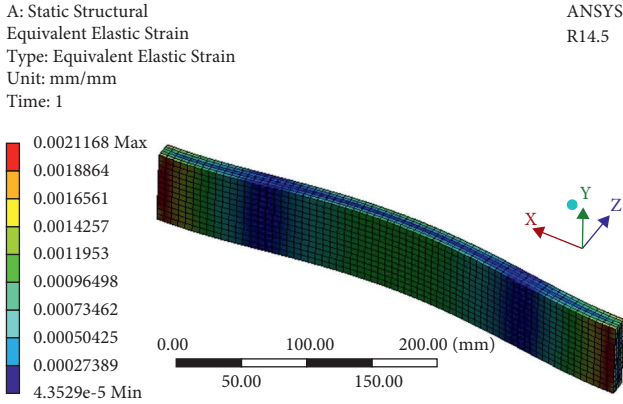 A: Static Structural
Equivalent Elastic Strain
Type: Equivalent Elastic Strain
Unit: mm/mm
Time: 1
ANSYS
R14.5
0.0021168 Max
0.0018864
0.0016561
0.0014257
0.0011953
0.00096498
0.00073462
0.00050425
0.00027389
4.3529e-5 Min
Y
Z
X
0.00
100.00
200.00 (mm)
50.00
150.00